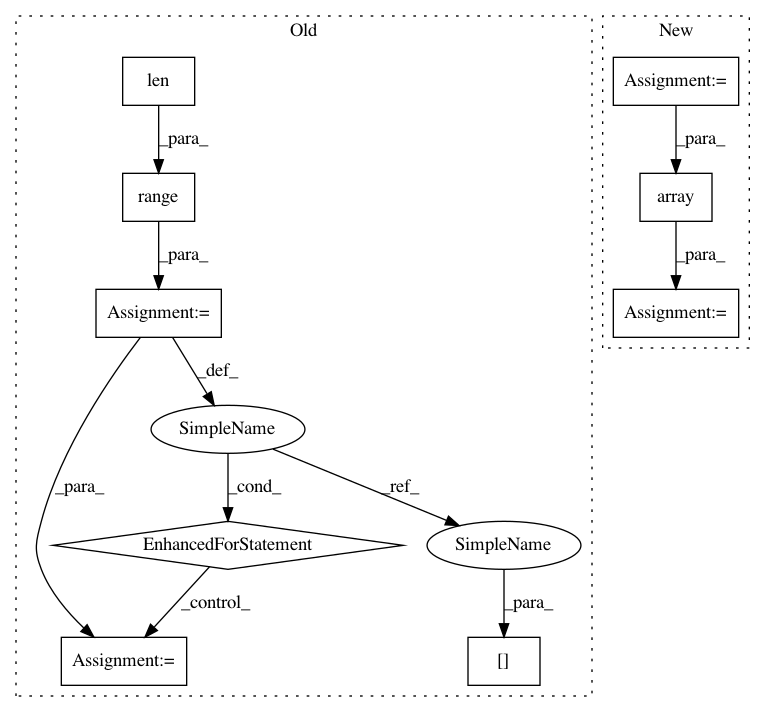 Old
New
len
Assignment:=
_para_
_para_
range
array
_para_
_para_
Assignment:=
Assignment:=
_def_
SimpleName
_para_
_cond_
_ref_
EnhancedForStatement
SimpleName
_control_
_para_
Assignment:=
[]